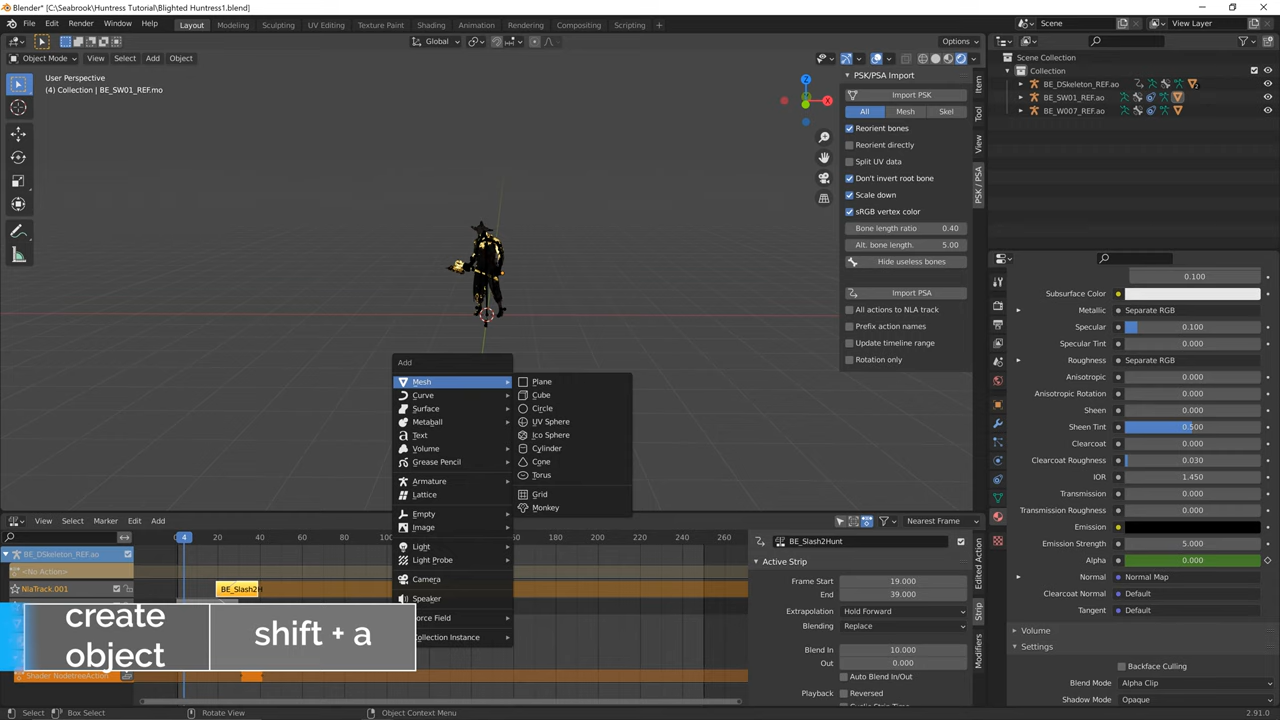 Blender* [C:\Seabrook\Huntress Tutorial\Blighted Huntress1.blend]
File Edit Render Window Help Layout Modeling Sculpting UV Editing Texture Paint Shading Animation Rendering Compositing Scripting + Scene View Layer
Global Options
Object Mode View Select Add Object
User Perspective
(4) Collection | BE_SW01_REF.mo
PSK/PSA Import
Import PSK
All Mesh Skel
Reorient bones
Reorient directly
Split UV data
Don't invert root bone
Scale down
sRGB vertex color
Bone length ratio 0.40
Alt. bone length. 5.00
Hide useless bones
Import PSA
All actions to NLA track
Prefix action names
Update timeline range
Rotation only
Item
Tool
View
PSK / PSA
Z
X
Scene Collection
Collection
BE_DSkeleton_REF.ao
BE_SW01_REF.ao
BE_W007_REF.ao
0.100
Subsurface Color
Metallic Separate RGB
Specular 0.100
Specular Tint 0.000
Roughness Separate RGB
Anisotropic 0.000
Anisotropic Rotation 0.000
Sheen 0.000
Sheen Tint 0.500
Clearcoat 0.000
Clearcoat Roughness 0.030
IOR 1.450
Transmission 0.000
Transmission Roughness 0.000
Emission
Emission Strength 5.000
Alpha 0.000
Normal Normal Map
Clearcoat Normal Default
Tangent Default
Volume
Settings
Backface Culling
Blend Mode Alpha Clip
Shadow Mode Opaque
Add
Mesh
Curve
Surface
Metaball
Text
Volume
Grease Pencil
Armature
Lattice
Empty
Image
Light
Light Probe
Camera
Speaker
orce Field
ollection Instance
Plane
Cube
Circle
UV Sphere
Ico Sphere
Cylinder
Cone
Torus
Grid
Monkey
View Select Marker Edit Add Nearest Frame
4 20 40 60 80 220 240 260
BE_DSkeleton_REF.ao
<No Action>
NlaTrack.001 BE_Slash2H
Shader NodetreeAction
BE_Slash2Hunt
Active Strip
Frame Start 19.000
End 39.000
Extrapolation Hold Forward
Blending Replace
Blend In 10.000
Out 0.000
Auto Blend In/Out
Playback Reversed
Edited Action
Strip
Modifiers
create
object
shift + a
Select Box Select Rotate View Object Context Menu 2.91.0